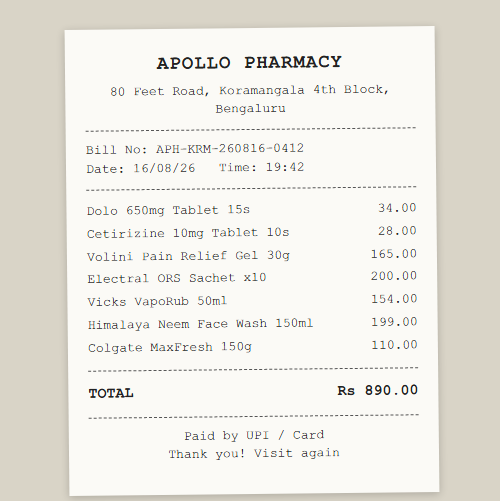 APOLLO PHARMACY
80 Feet Road, Koramangala 4th Block,
Bengaluru
Bill No: APH-KRM-260816-0412
Date: 16/08/26 Time: 19:42
Dolo 650mg Tablet 15s 34.00
Cetirizine 10mg Tablet 10s 28.00
Volini Pain Relief Gel 30g 165.00
Electral ORS Sachet x10 200.00
Vicks VapoRub 50ml 154.00
Himalaya Neem Face Wash 150ml 199.00
Colgate MaxFresh 150g 110.00
TOTAL Rs 890.00
Paid by UPI / Card
Thank you! Visit again